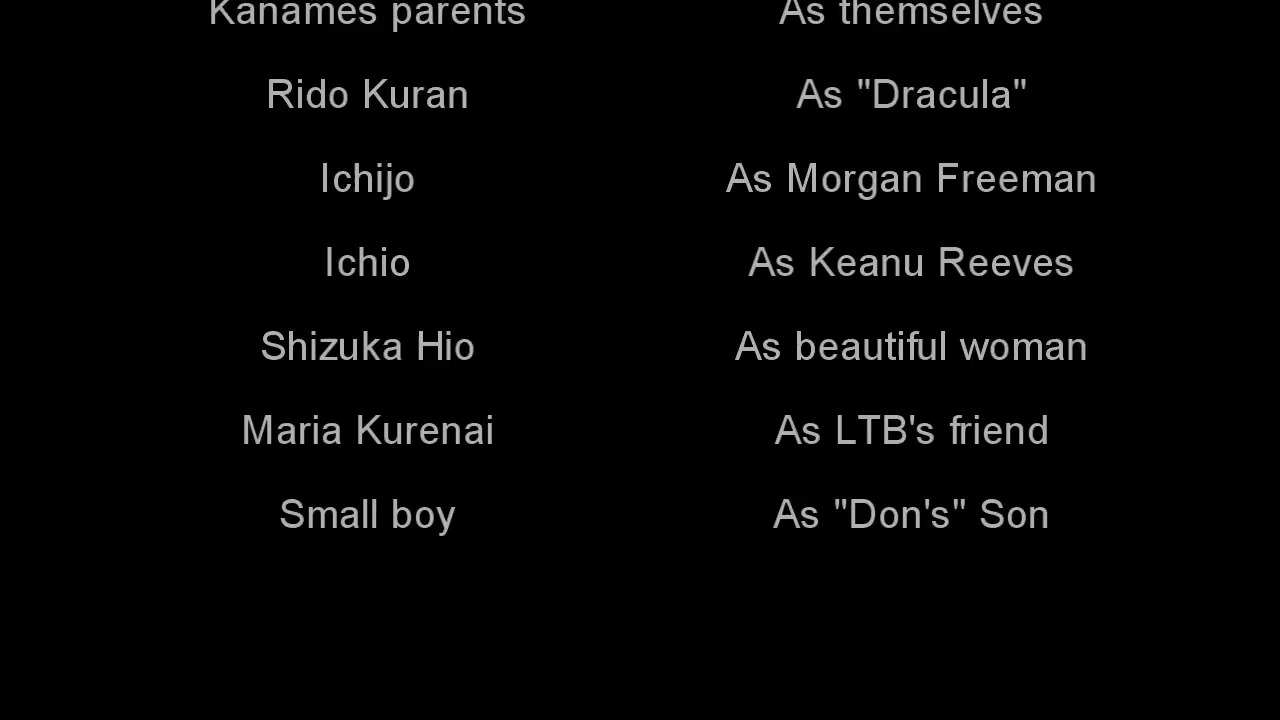 Kanames parents As themselves
Rido Kuran As "Dracula"
Ichijo As Morgan Freeman
Ichio As Keanu Reeves
Shizuka Hio As beautiful woman
Maria Kurenai As LTB's friend
Small boy As "Don's" Son